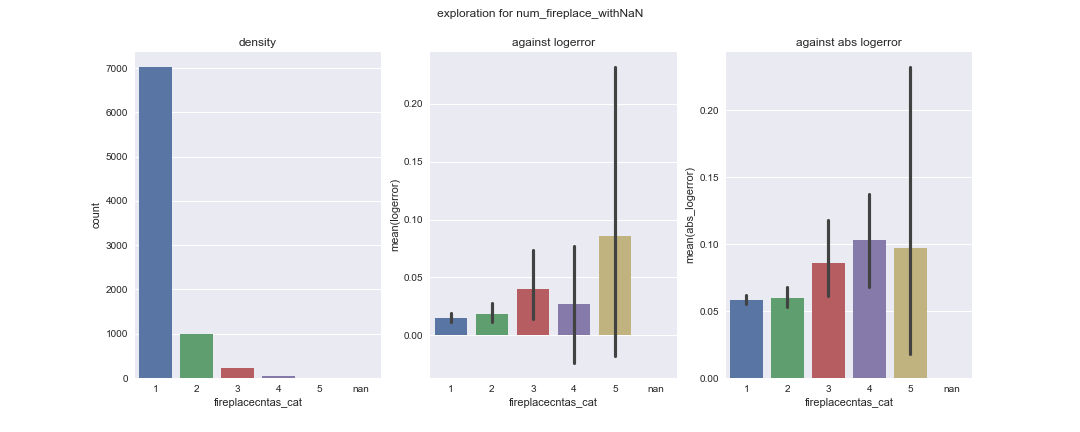 exploration for num_fireplace_withNaN
density
7000
6000
5000
4000
3000
2000
1000
0
count
1 2 3 4 5 nan
fireplacecntas_cat
against logerror
0.20
0.15
0.10
0.05
0.00
mean(logerror)
1 2 3 4 5 nan
fireplacecntas_cat
against abs logerror
0.20
0.15
0.10
0.05
0.00
mean(abs_logerror)
1 2 3 4 5 nan
fireplacecntas_cat